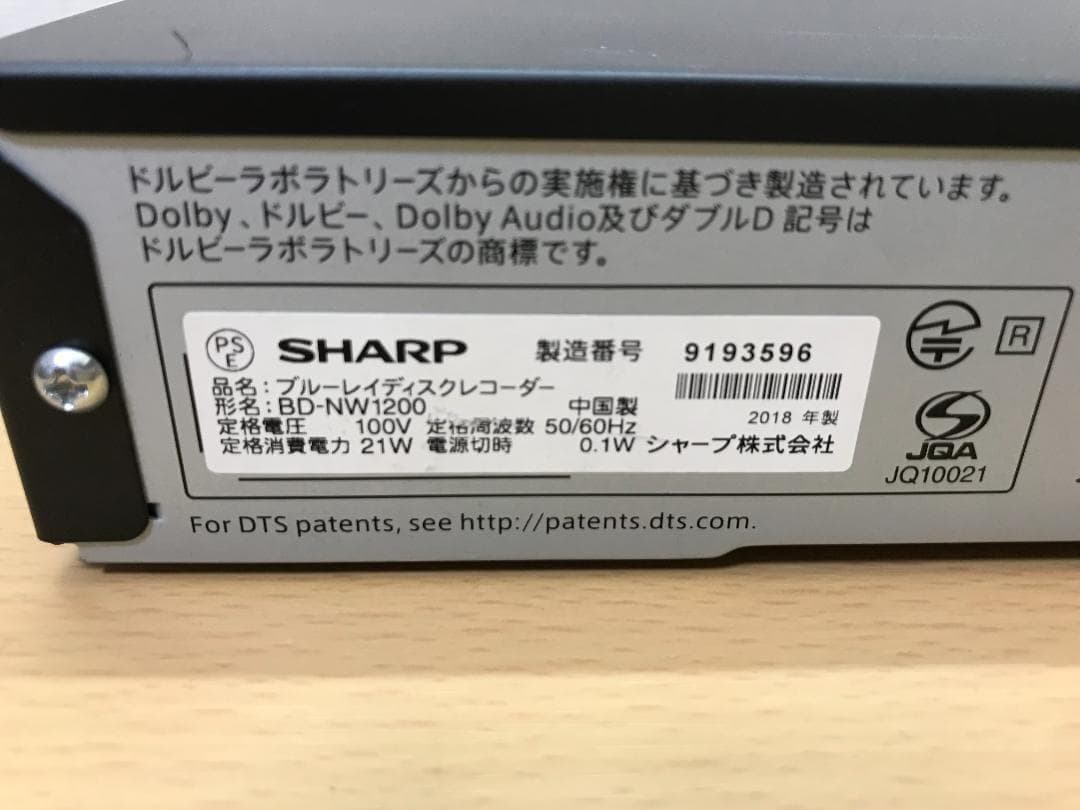 ドルビーラボラトリーズからの実施権に基づき製造されています。
Dolby、ドルビー、Dolby Audio及びダブルD 記号は
ドルビーラボラトリーズの商標です。
PS E SHARP 製造番号 9193596
品名：ブルーレイディスクレコーダー
形名：BD-NW1200 中国製 2018 年製
定格電圧 100V 定格周波数 50/60Hz
定格消費電力 21W 電源切時 0.1W シャープ株式会社
R
JQA
JQ10021
For DTS patents, see http://patents.dts.com.